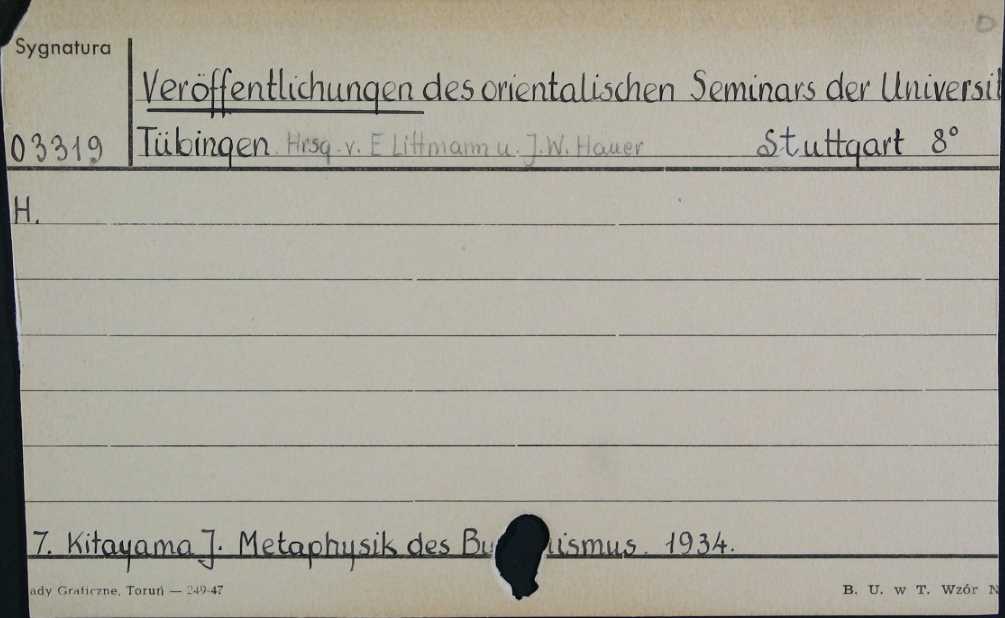 Sygnatura
Veröffentlichungen des orientalischen Seminars der Universit
03319 Tübingen. Hrsg. v. E Littmann u. J.W. Hauer Stuttgart 8°
H.
7. Kitayama J. Metaphysik des Bu ismus. 1934.
ady Graficzne, Toruń — 249-47 B. U. w T. Wzór N